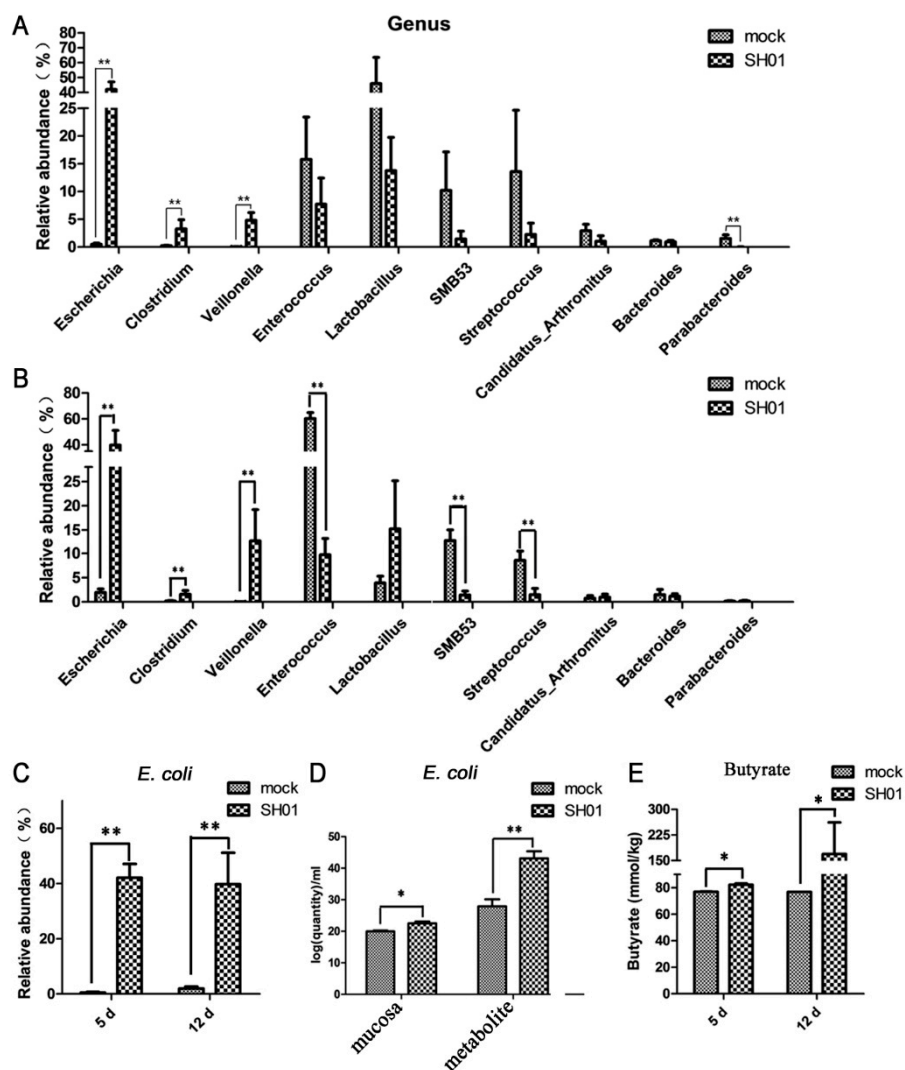 A
Genus
mock
SH01
Relative abundance（ %）
80
70
60
50
40
25
20
15
10
5
0
**
**
**
**
Escherichia
Clostridium
Veillonella
Enterococcus
Lactobacillus
SMB53
Streptococcus
Candidatus_Arthromitus
Bacteroides
Parabacteroides
B
mock
SH01
Relative abundance（ %）
80
60
40
25
20
15
10
5
0
**
**
**
**
**
**
Escherichia
Clostridium
Veillonella
Enterococcus
Lactobacillus
SMB53
Streptococcus
Candidatus_Arthromitus
Bacteroides
Parabacteroides
C
E. coli
mock
SH01
Relative abundance（ %）
60
40
20
0
**
**
5 d
12 d
D
E. coli
mock
SH01
log(quantity)/ml
50
40
30
20
10
0
*
**
mucosa
metabolite
E
Butyrate
mock
SH01
Butyrate (mmol/kg)
300
225
150
80
60
40
20
0
*
*
5 d
12 d